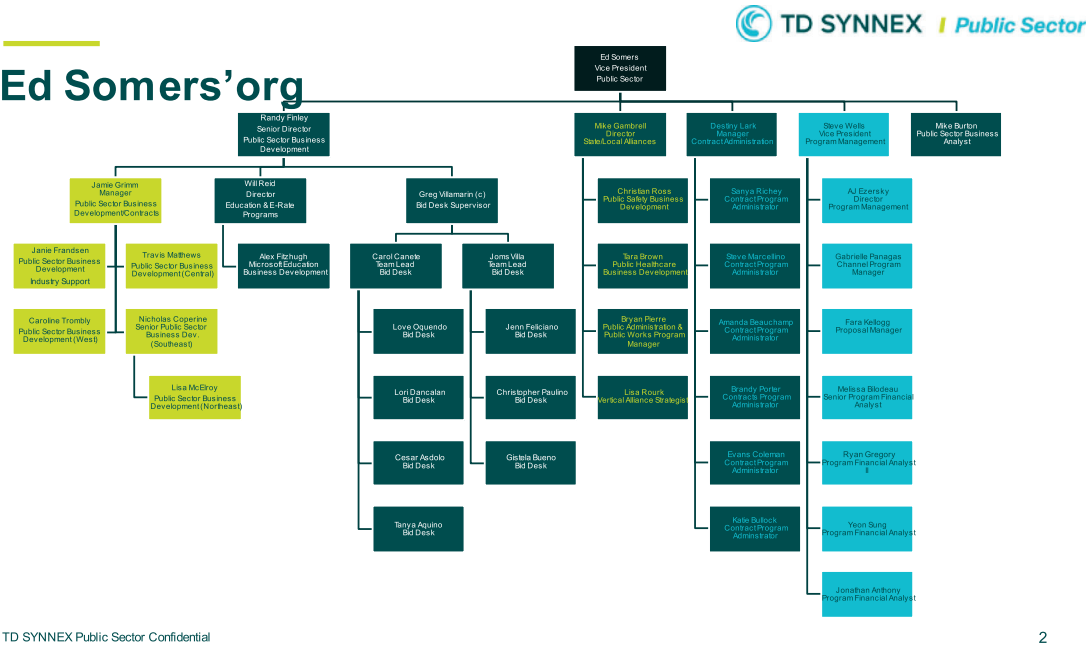 TD SYNNEX Public Sector
Ed Somers’org
Ed Somers
Vice President
Public Sector
Randy Finley
Senior Director
Public Sector Business
Development
Mike Gambrell
Director
State/Local Alliances
Destiny Lark
Manager
Contract Administration
Steve Wells
Vice President
Program Management
Mike Burton
Public Sector Business
Analyst
Jamie Grimm
Manager
Public Sector Business
Development/Contracts
Will Reid
Director
Education & E-Rate
Programs
Greg Villamarin (c)
Bid Desk Supervisor
Janie Frandsen
Public Sector Business
Development
Industry Support
Travis Matthews
Public Sector Business
Development (Central)
Caroline Trombly
Public Sector Business
Development (West)
Nicholas Coperine
Senior Public Sector
Business Dev.
(Southeast)
Lisa McElroy
Public Sector Business
Development (Northeast)
Alex Fitzhugh
Microsoft Education
Business Development
Carol Canete
Team Lead
Bid Desk
Joms Villa
Team Lead
Bid Desk
Love Oquendo
Bid Desk
Lori Dancalan
Bid Desk
Cesar Asdolo
Bid Desk
Tanya Aquino
Bid Desk
Jenn Feliciano
Bid Desk
Christopher Paulino
Bid Desk
Gistela Bueno
Bid Desk
Christian Ross
Public Safety Business
Development
Tara Brown
Public Healthcare
Business Development
Bryan Pierre
Public Administration &
Public Works Program
Manager
Lisa Rourk
Vertical Alliance Strategist
Sanya Richey
Contract Program
Administrator
Steve Marcellino
Contract Program
Administrator
Amanda Beauchamp
Contract Program
Administrator
Brandy Porter
Contracts Program
Administrator
Evans Coleman
Contract Program
Administrator
Katie Bullock
Contract Program
Adminstrator
AJ Ezersky
Director
Program Management
Gabrielle Panagas
Channel Program
Manager
Fara Kellogg
Proposal Manager
Melissa Bilodeau
Senior Program Financial
Analyst
Ryan Gregory
Program Financial Analyst
II
Yeon Sung
Program Financial Analyst
Jonathan Anthony
Program Financial Analyst
TD SYNNEX Public Sector Confidential
2